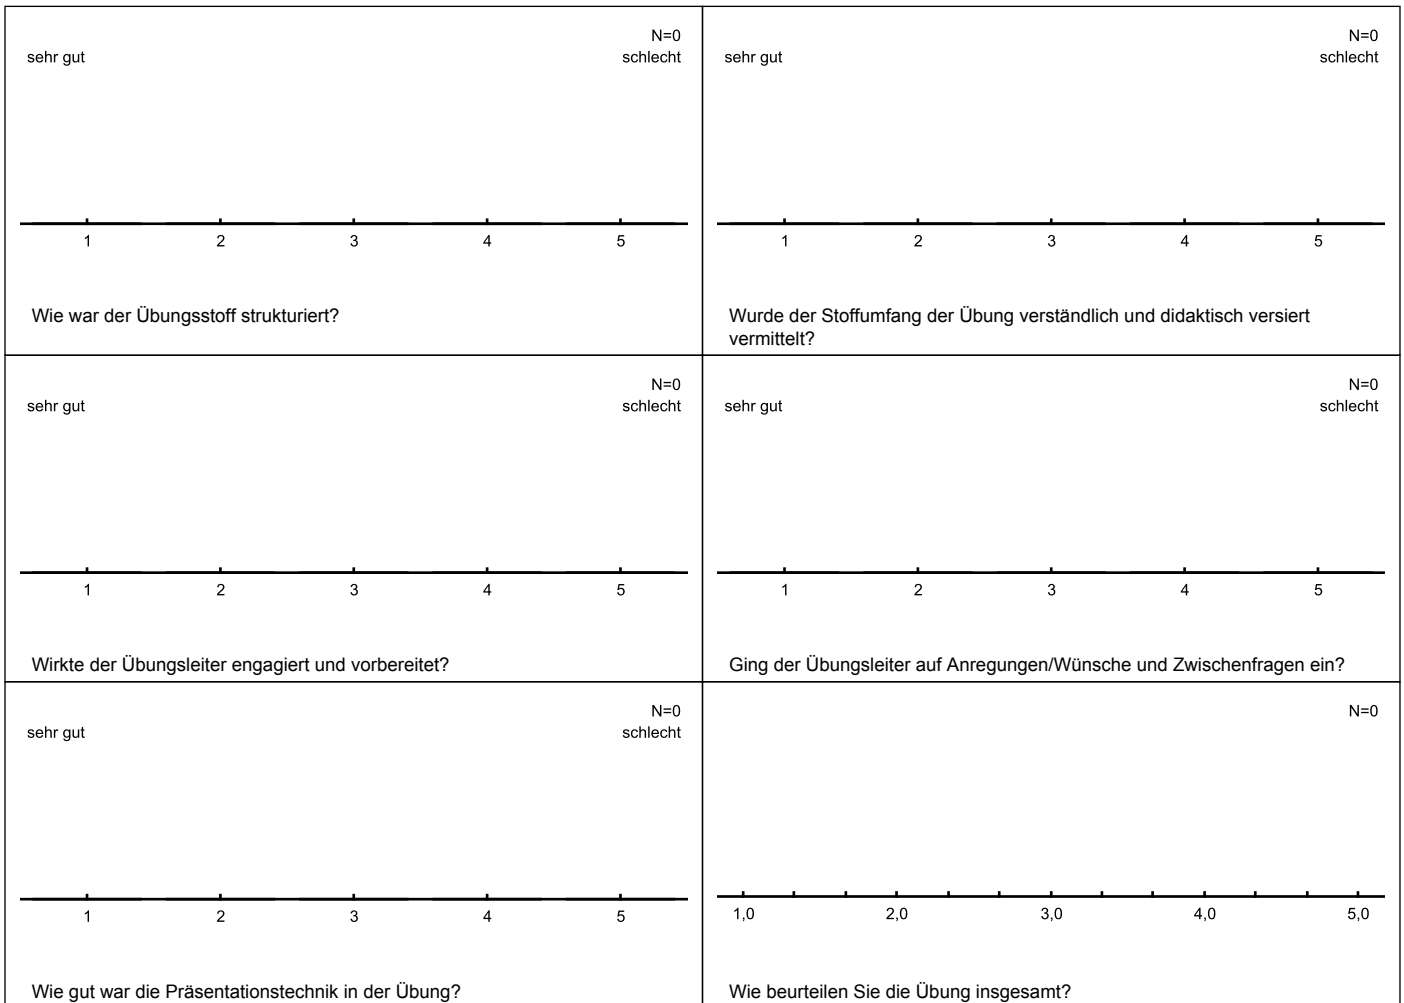 N=0
sehr gut schlecht
1 2 3 4 5
Wie war der Übungsstoff strukturiert?
N=0
sehr gut schlecht
1 2 3 4 5
Wurde der Stoffumfang der Übung verständlich und didaktisch versiert
vermittelt?
N=0
sehr gut schlecht
1 2 3 4 5
Wirkte der Übungsleiter engagiert und vorbereitet?
N=0
sehr gut schlecht
1 2 3 4 5
Ging der Übungsleiter auf Anregungen/Wünsche und Zwischenfragen ein?
N=0
sehr gut schlecht
1 2 3 4 5
Wie gut war die Präsentationstechnik in der Übung?
N=0
1,0 2,0 3,0 4,0 5,0
Wie beurteilen Sie die Übung insgesamt?